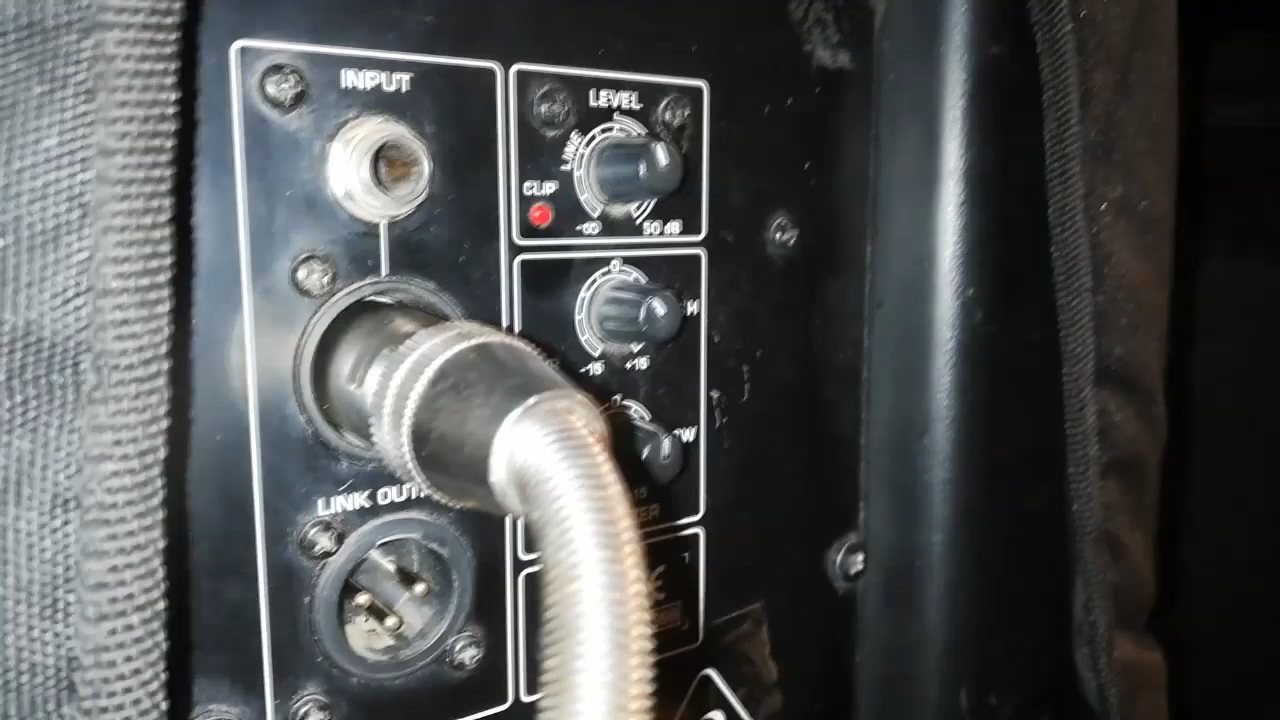 INPUT
LEVEL
LINE
CLIP
-∞ 50 dB
0
H
-15 +15
LINK OUT